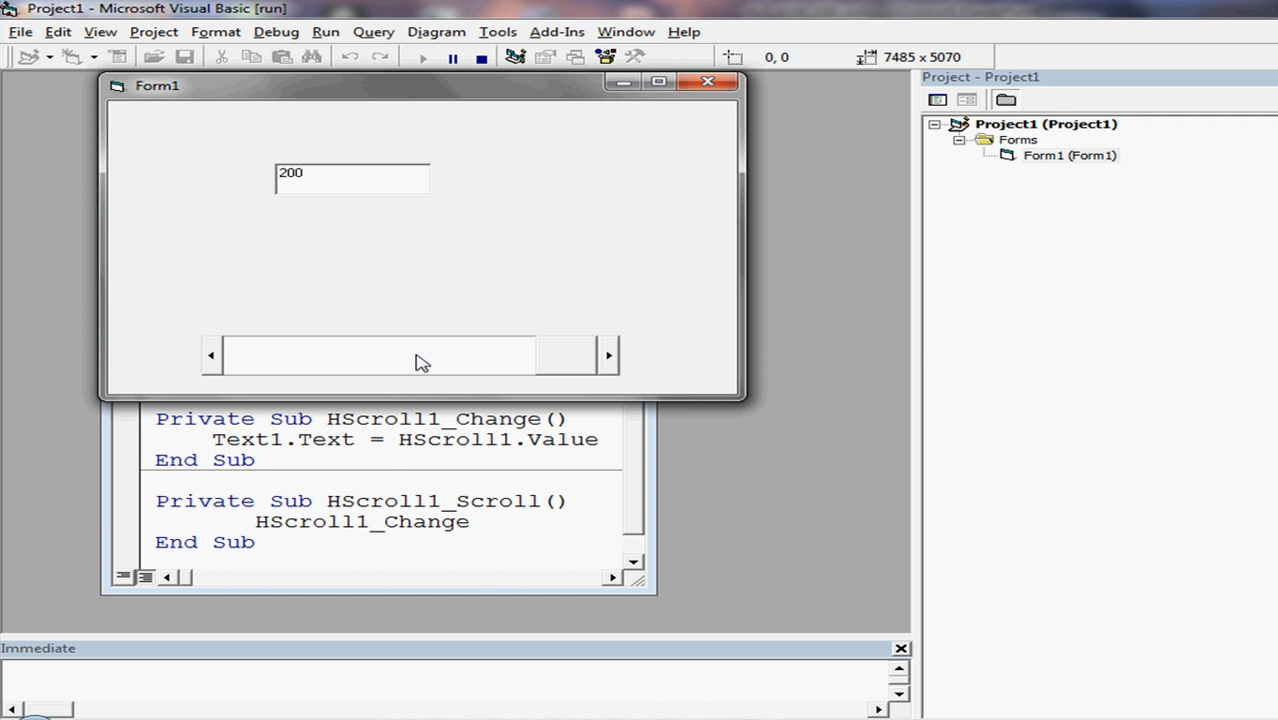 Project1 - Microsoft Visual Basic [run]
File Edit View Project Format Debug Run Query Diagram Tools Add-Ins Window Help
0, 0 7485 x 5070
Project - Project1
Project1 (Project1)
Forms
Form1 (Form1)
Form1
200
Private Sub HScroll1_Change()
Text1.Text = HScroll1.Value
End Sub
Private Sub HScroll1_Scroll()
HScroll1_Change
End Sub
Immediate